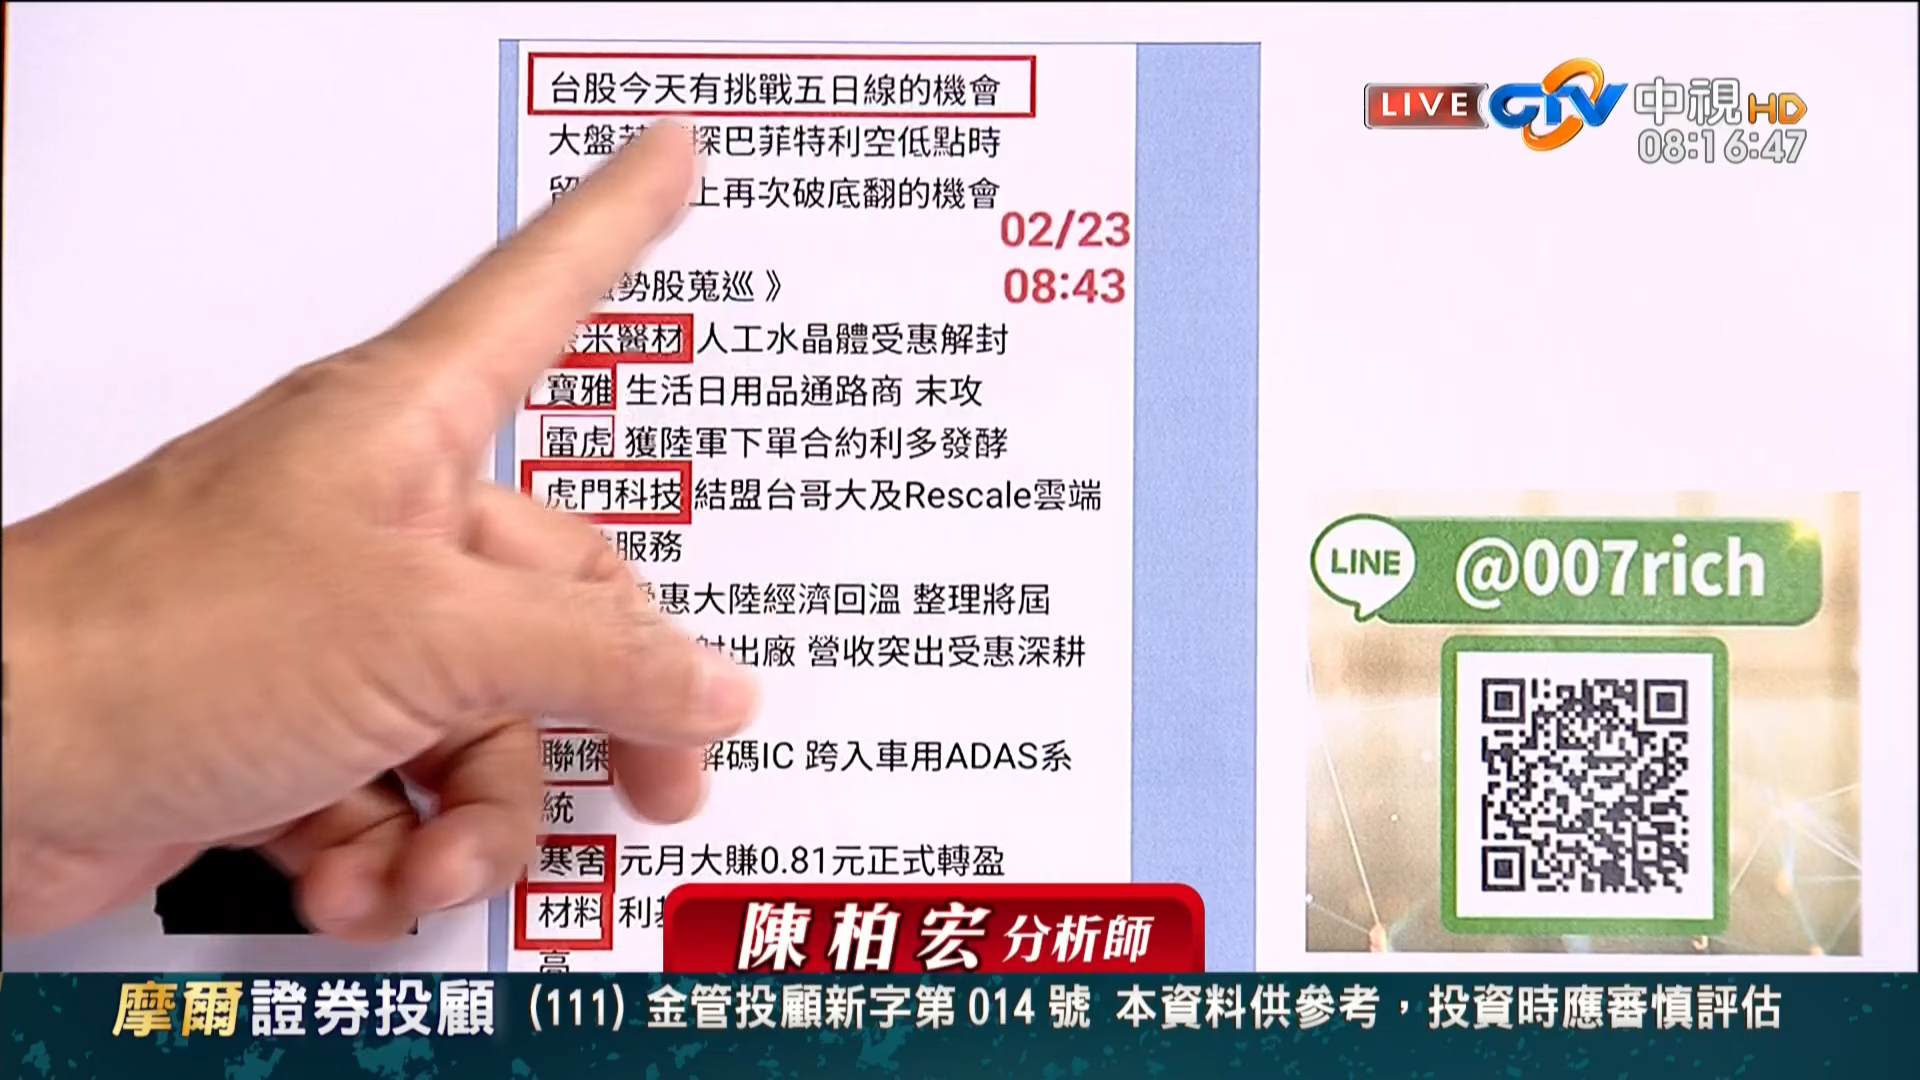 台股今天有挑戰五日線的機會
大盤 探巴菲特利空低點時
留 上再次破底翻的機會
02/23
08:43
勢股蒐巡》
米醫材 人工水晶體受惠解封
寶雅 生活日用品通路商 末攻
雷虎 獲陸軍下單合約利多發酵
虎門科技 結盟台哥大及Rescale雲端
服務
惠大陸經濟回溫 整理將屆
出廠 營收突出受惠深耕
聯傑 解碼IC 跨入車用ADAS系
統
寒舍 元月大賺0.81元正式轉盈
材料 利
LIVE CTV 中視HD
08:16:47
LINE @007rich
陳柏宏 分析師
摩爾證券投顧 (111) 金管投顧新字第 014 號 本資料供參考，投資時應審慎評估